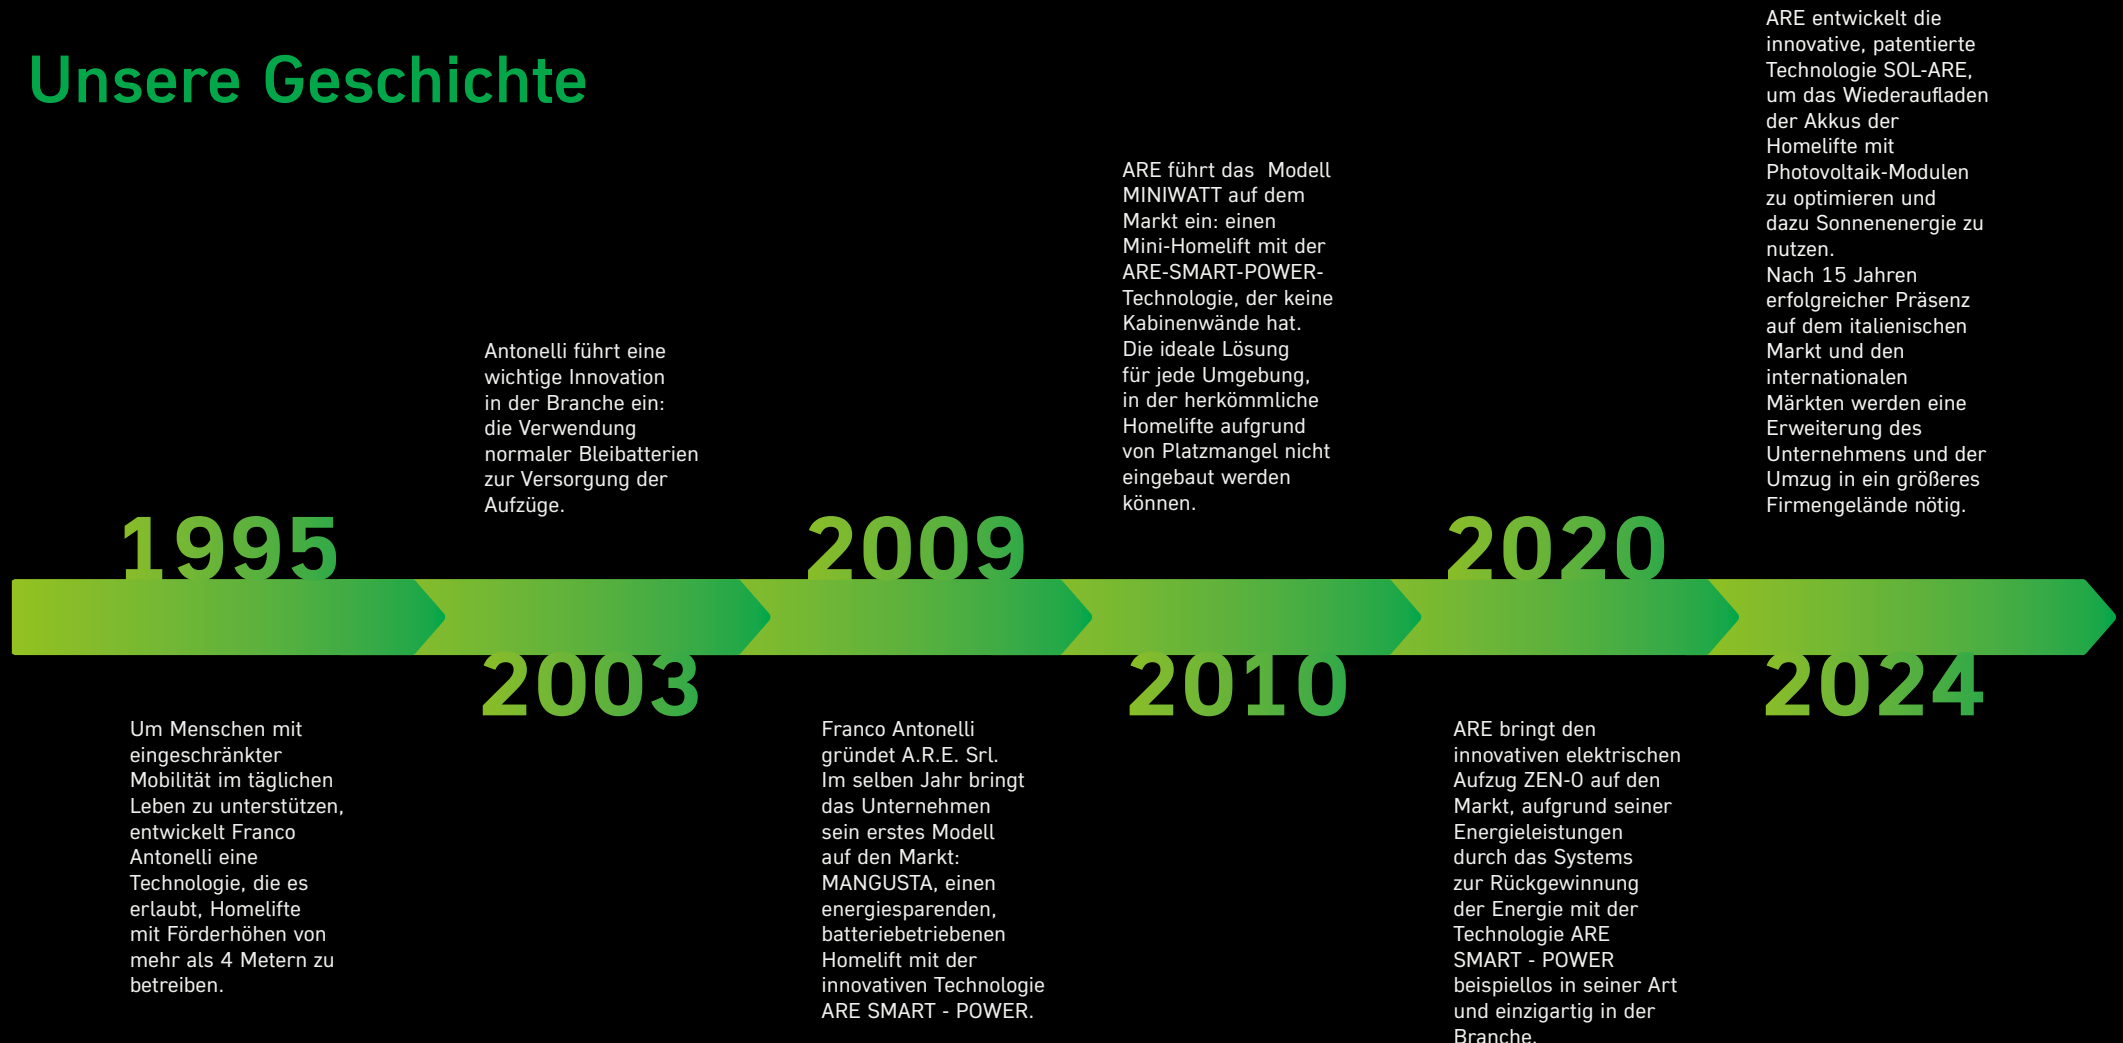 Unsere Geschichte
1995
Um Menschen mit
eingeschränkter
Mobilität im täglichen
Leben zu unterstützen,
entwickelt Franco
Antonelli eine
Technologie, die es
erlaubt, Homelifte
mit Förderhöhen von
mehr als 4 Metern zu
betreiben.
Antonelli führt eine
wichtige Innovation
in der Branche ein:
die Verwendung
normaler Bleibatterien
zur Versorgung der
Aufzüge.
2003
2009
Franco Antonelli
gründet A.R.E. Srl.
Im selben Jahr bringt
das Unternehmen
sein erstes Modell
auf den Markt:
MANGUSTA, einen
energiesparenden,
batteriebetriebenen
Homelift mit der
innovativen Technologie
ARE SMART - POWER.
ARE führt das  Modell
MINIWATT auf dem
Markt ein: einen
Mini-Homelift mit der
ARE-SMART-POWER-
Technologie, der keine
Kabinenwände hat.
Die ideale Lösung
für jede Umgebung,
in der herkömmliche
Homelifte aufgrund
von Platzmangel nicht
eingebaut werden
können.
2010
2020
ARE bringt den
innovativen elektrischen
Aufzug ZEN-0 auf den
Markt, aufgrund seiner
Energieleistungen
durch das Systems
zur Rückgewinnung
der Energie mit der
Technologie ARE
SMART - POWER
beispiellos in seiner Art
und einzigartig in der
Branche.
ARE entwickelt die
innovative, patentierte
Technologie SOL-ARE,
um das Wiederaufladen
der Akkus der
Homelifte mit
Photovoltaik-Modulen
zu optimieren und
dazu Sonnenenergie zu
nutzen.
Nach 15 Jahren
erfolgreicher Präsenz
auf dem italienischen
Markt und den
internationalen
Märkten werden eine
Erweiterung des
Unternehmens und der
Umzug in ein größeres
Firmengelände nötig.
2024